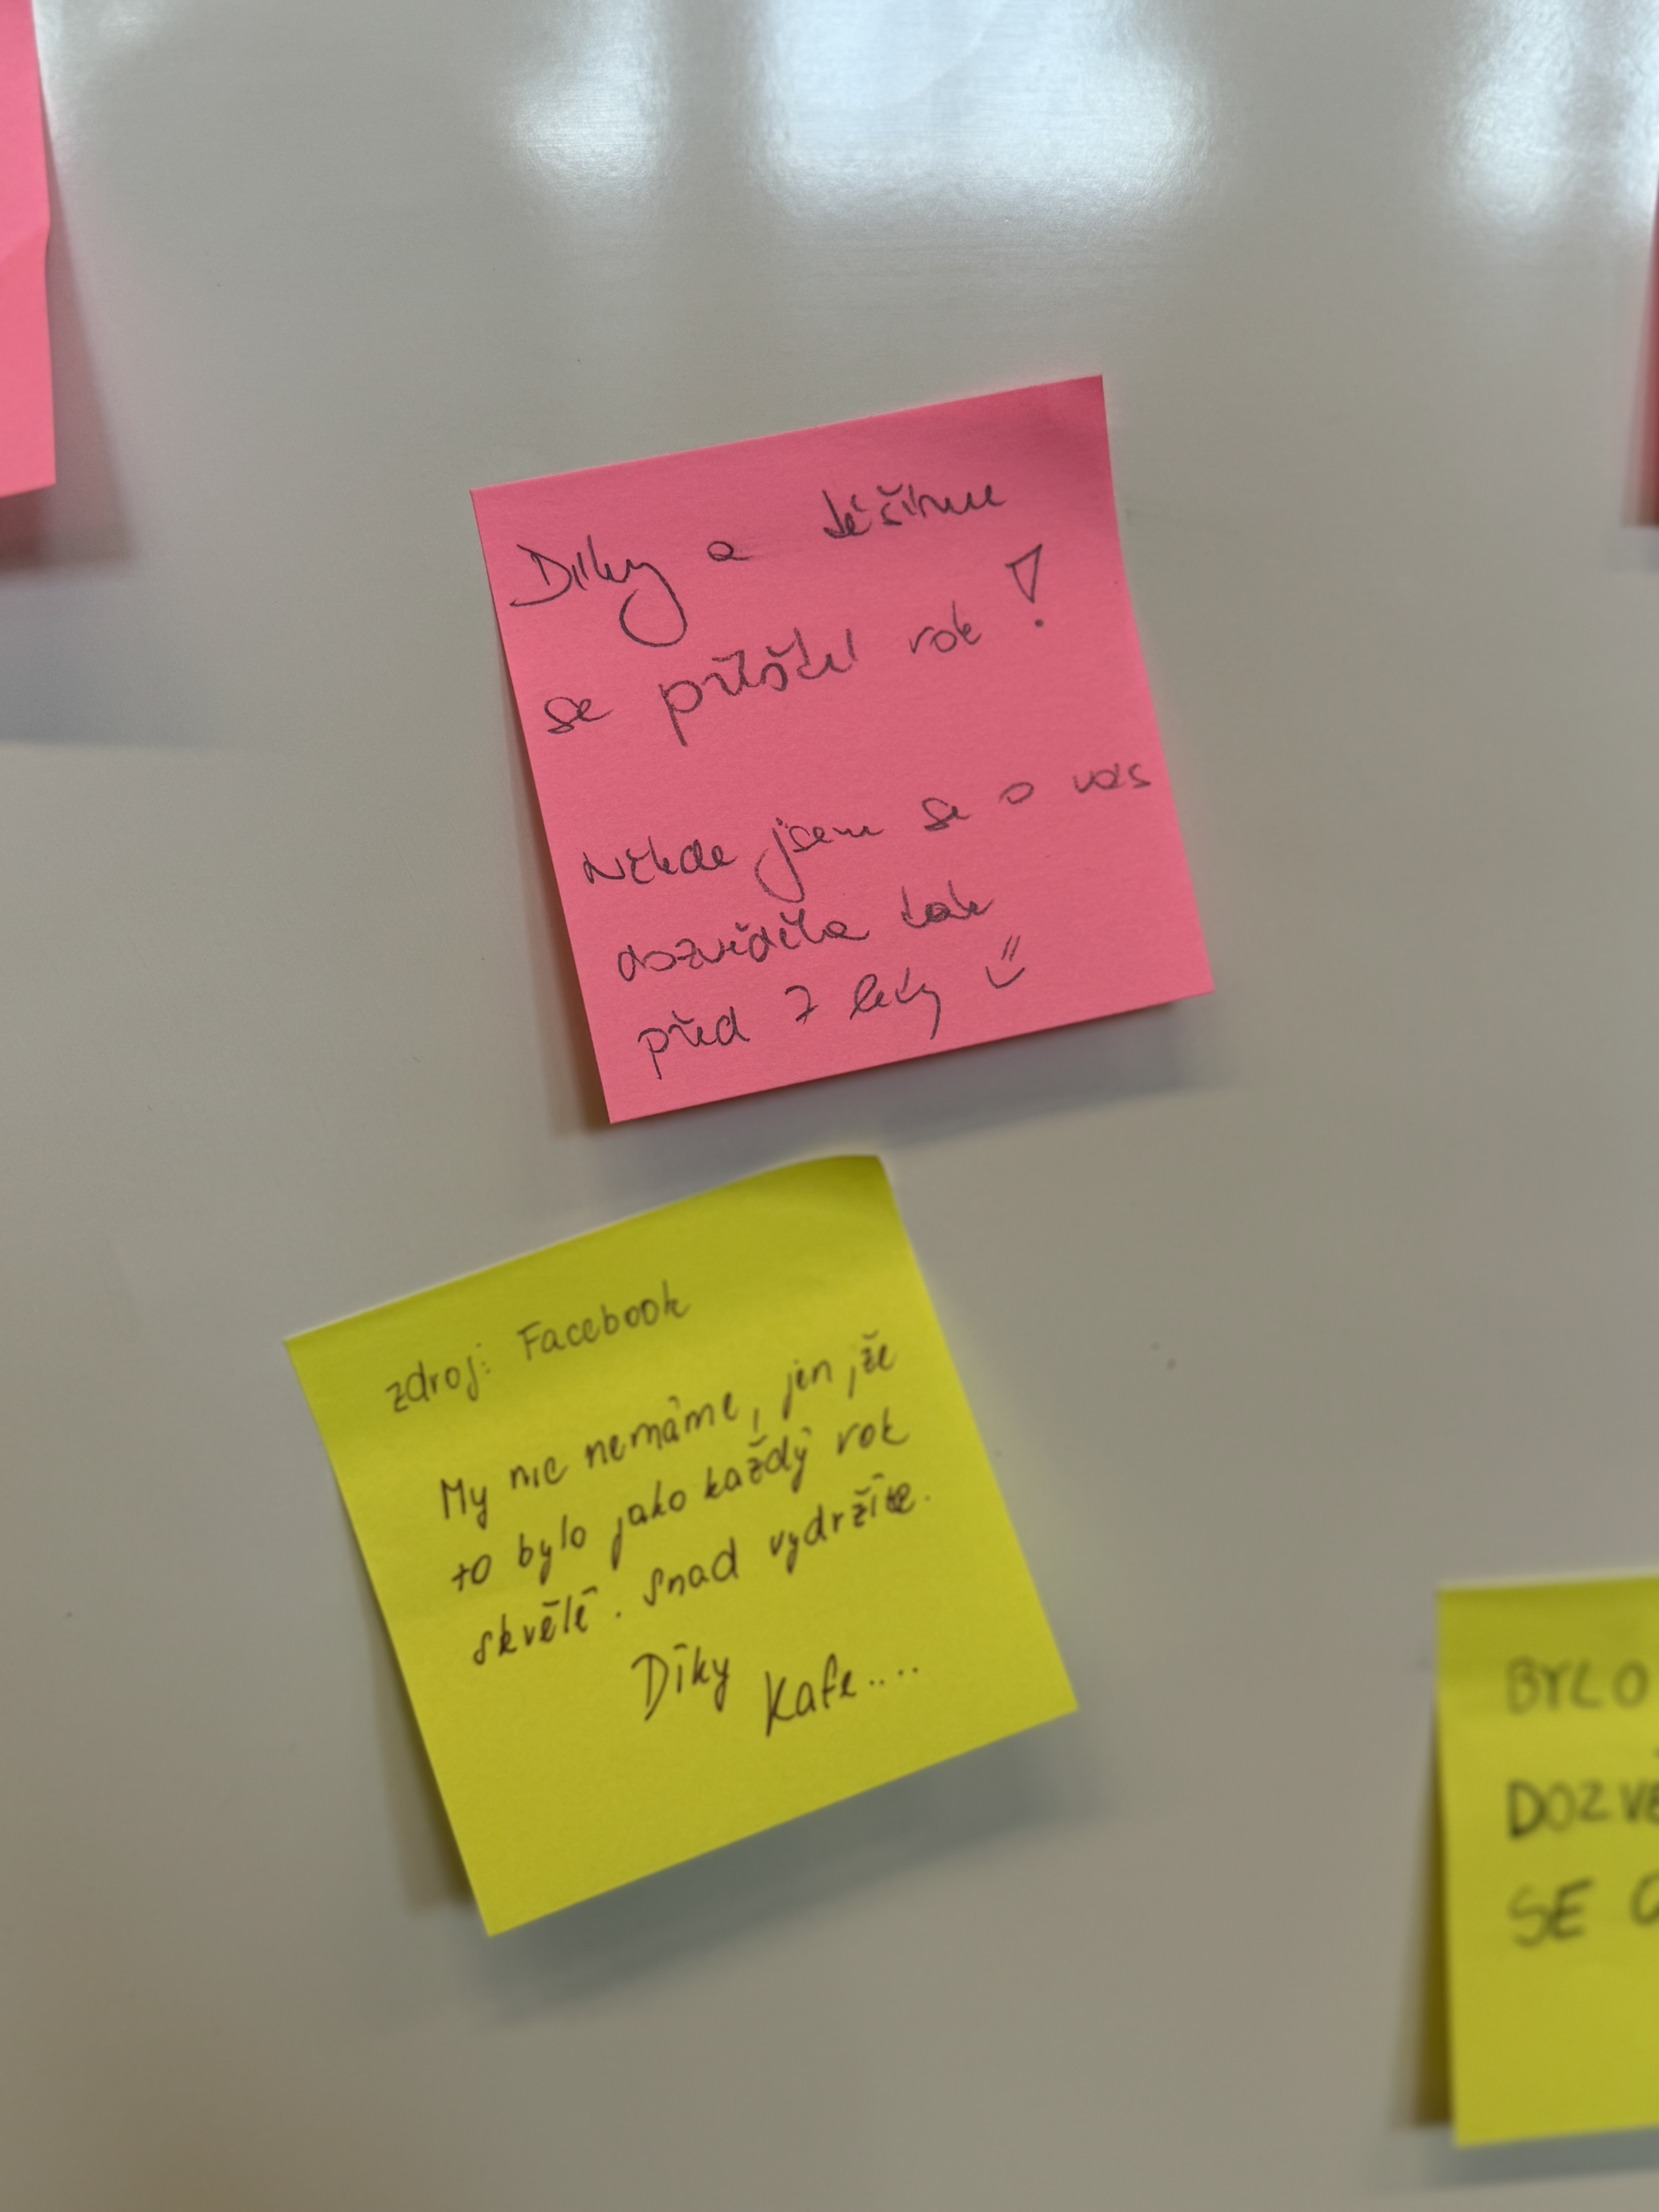 Díky a těšíme
se příští rok!
Někde jsem se o vás
dozvěděla tak
před 7 lety
zdroj: Facebook
My nic nemáme, jen, že
to bylo jako každý rok
skvělé. Snad vydržíte.
Díky
Kafe....
BYLO
DOZVĚ
SE